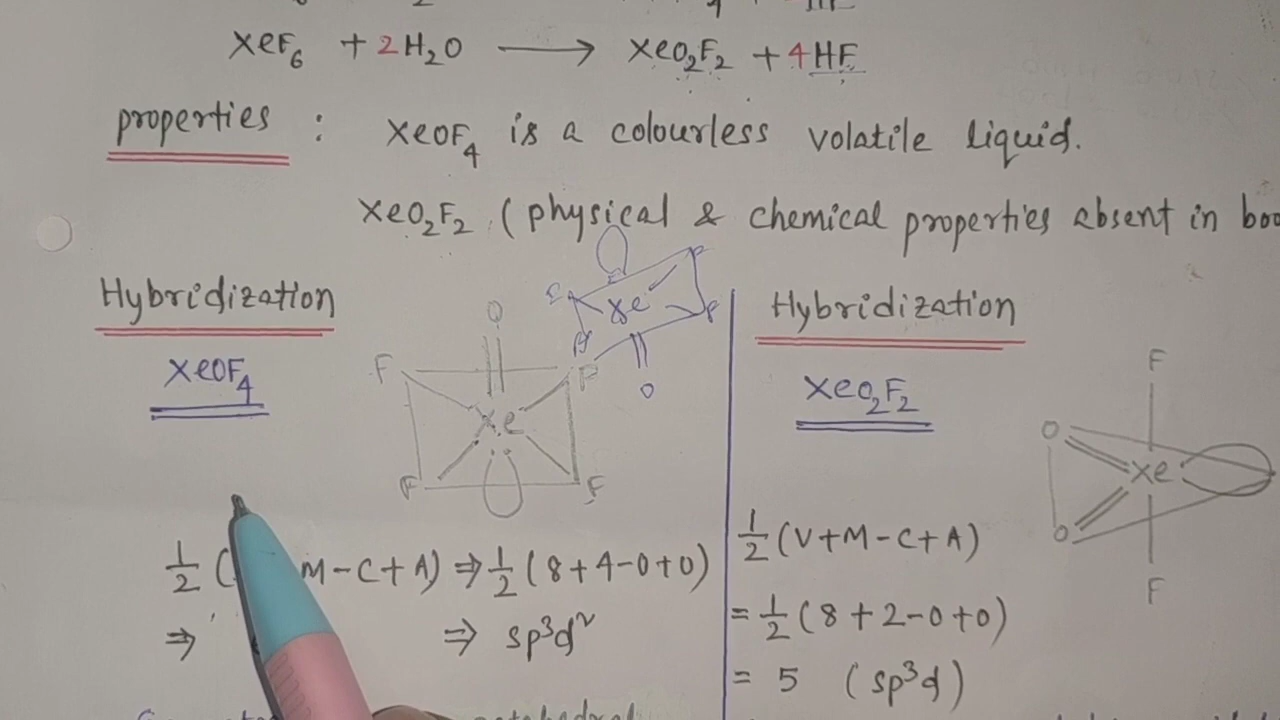 XeF₆ + 2H₂O ⟶ XeO₂F₂ + 4HF
properties : XeOF₄ is a colourless volatile liquid.
XeO₂F₂ (physical & chemical properties absent in boo
Hybridization
XeOF₄
O
F F
Xe
F F
F F
Xe
F F
O
½ ( M-C+A) ⇒ ½ (8+4-0+0)
⇒ ⇒ sp³d²
Hybridization
XeO₂F₂
F
O
Xe
O
F
½ (V+M-C+A)
= ½ (8+2-0+0)
= 5 (sp³d)